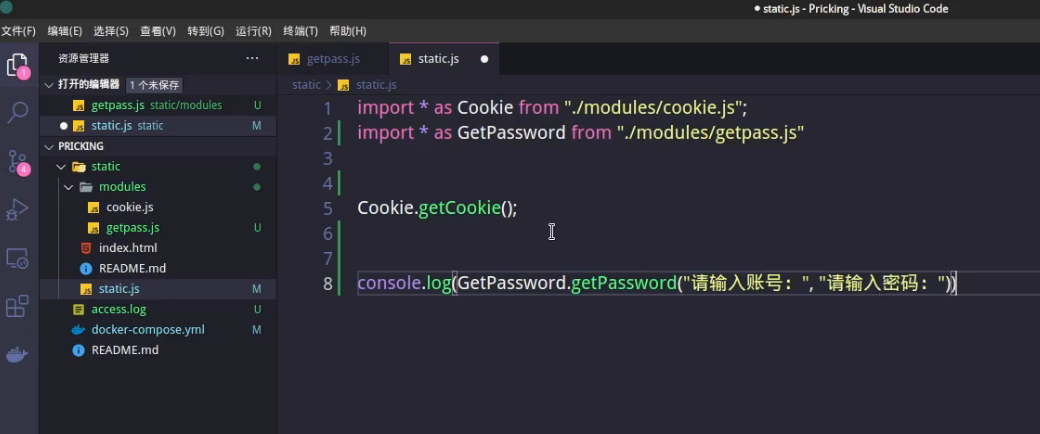 ● static.js - Pricking - Visual Studio Code
文件(F) 编辑(E) 选择(S) 查看(V) 转到(G) 运行(R) 终端(T) 帮助(H)
资源管理器 ···
getpass.js static.js ●
打开的编辑器 1 个未保存
static > static.js
getpass.js static/modules U
● static.js static M
PRICKING
static
modules
cookie.js
getpass.js U
index.html
README.md
static.js M
access.log U
docker-compose.yml M
README.md
1
4
1 import * as Cookie from "./modules/cookie.js";
2 import * as GetPassword from "./modules/getpass.js"
3
4
5 Cookie.getCookie();
6
7
8 console.log(GetPassword.getPassword("请输入账号：", "请输入密码："))